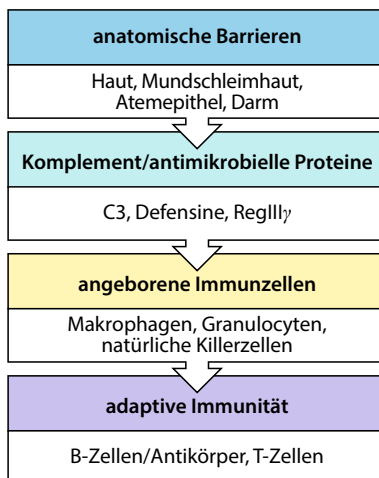 anatomische Barrieren
Haut, Mundschleimhaut,
Atemepithel, Darm
Komplement/antimikrobielle Proteine
C3, Defensine, RegIIIγ
angeborene Immunzellen
Makrophagen, Granulocyten,
natürliche Killerzellen
adaptive Immunität
B-Zellen/Antikörper, T-Zellen